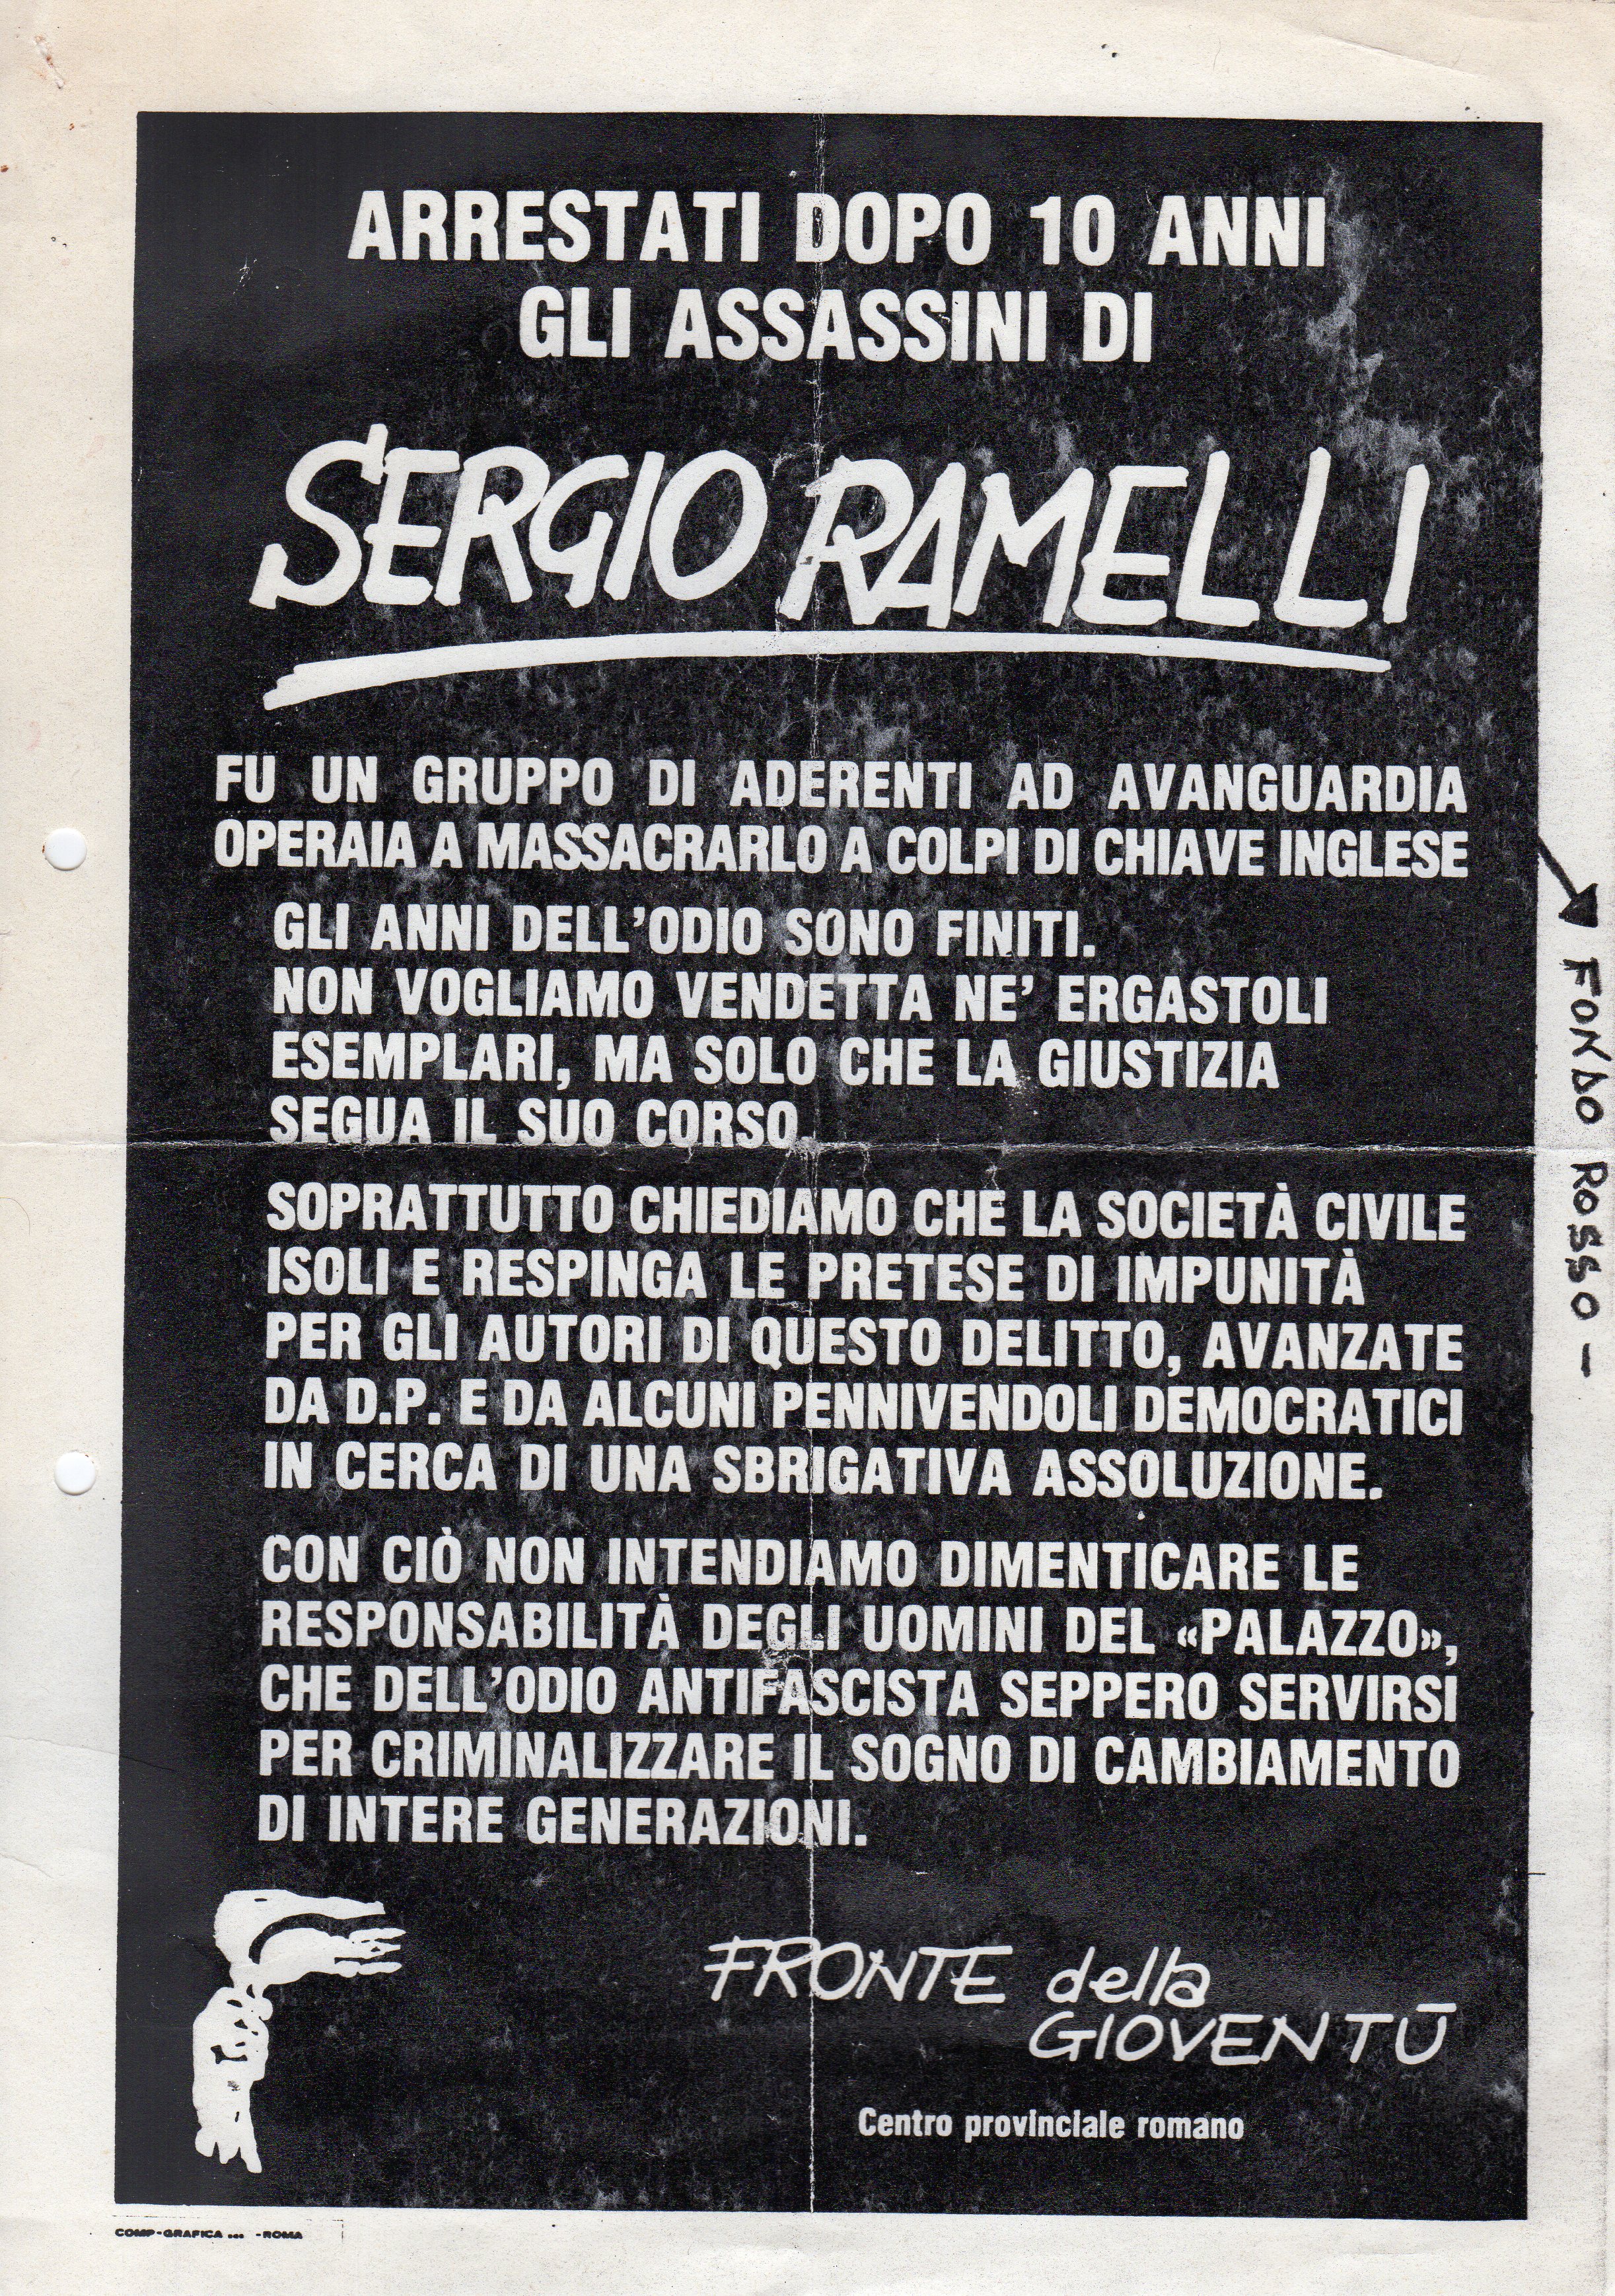 ARRESTATI DOPO 10 ANNI
GLI ASSASSINI DI
SERGIO RAMELLI
FU UN GRUPPO DI ADERENTI AD AVANGUARDIA
OPERAIA A MASSACRARLO A COLPI DI CHIAVE INGLESE
GLI ANNI DELL'ODIO SONO FINITI.
NON VOGLIAMO VENDETTA NE' ERGASTOLI
ESEMPLARI, MA SOLO CHE LA GIUSTIZIA
SEGUA IL SUO CORSO.
SOPRATTUTTO CHIEDIAMO CHE LA SOCIETÀ CIVILE
ISOLI E RESPINGA LE PRETESE DI IMPUNITÀ
PER GLI AUTORI DI QUESTO DELITTO, AVANZATE
DA D.P. E DA ALCUNI PENNIVENDOLI DEMOCRATICI
IN CERCA DI UNA SBRIGATIVA ASSOLUZIONE.
CON CIÒ NON INTENDIAMO DIMENTICARE LE
RESPONSABILITÀ DEGLI UOMINI DEL «PALAZZO»,
CHE DELL'ODIO ANTIFASCISTA SEPPERO SERVIRSI
PER CRIMINALIZZARE IL SOGNO DI CAMBIAMENTO
DI INTERE GENERAZIONI.
FRONTE della
GIOVENTÙ
Centro provinciale romano
COMP-GRAFICA ... -ROMA
FONDO ROSSO -